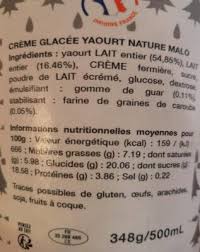 CRÈME GLACÉE YAOURT NATURE MALO
Ingrédients : yaourt LAIT entier (54,85%), LAIT
entier (16.46%), CRÈME fermière, sucre,
poudre de LAIT écrémé, glucose, dextrose,
émulsifiant : gomme de guar (0.11%)
stabilisant : farine de graines de caroube
(0.05%).
Informations nutritionnelles moyennes pour
100g : Valeur énergétique (kcal) : 159 / (kJ)
666 ; Matières grasses (g) : 7.19 ; dont saturés
(g) : 5.98 ; Glucides (g) : 20.06 ; dont sucres (g) :
18.58 ; Protéines (g) : 3.86 ; Sel (g) : 0.22
Traces possibles de gluten, œufs, arachides,
soja, fruits à coque.
FR
CE
348g/500mL